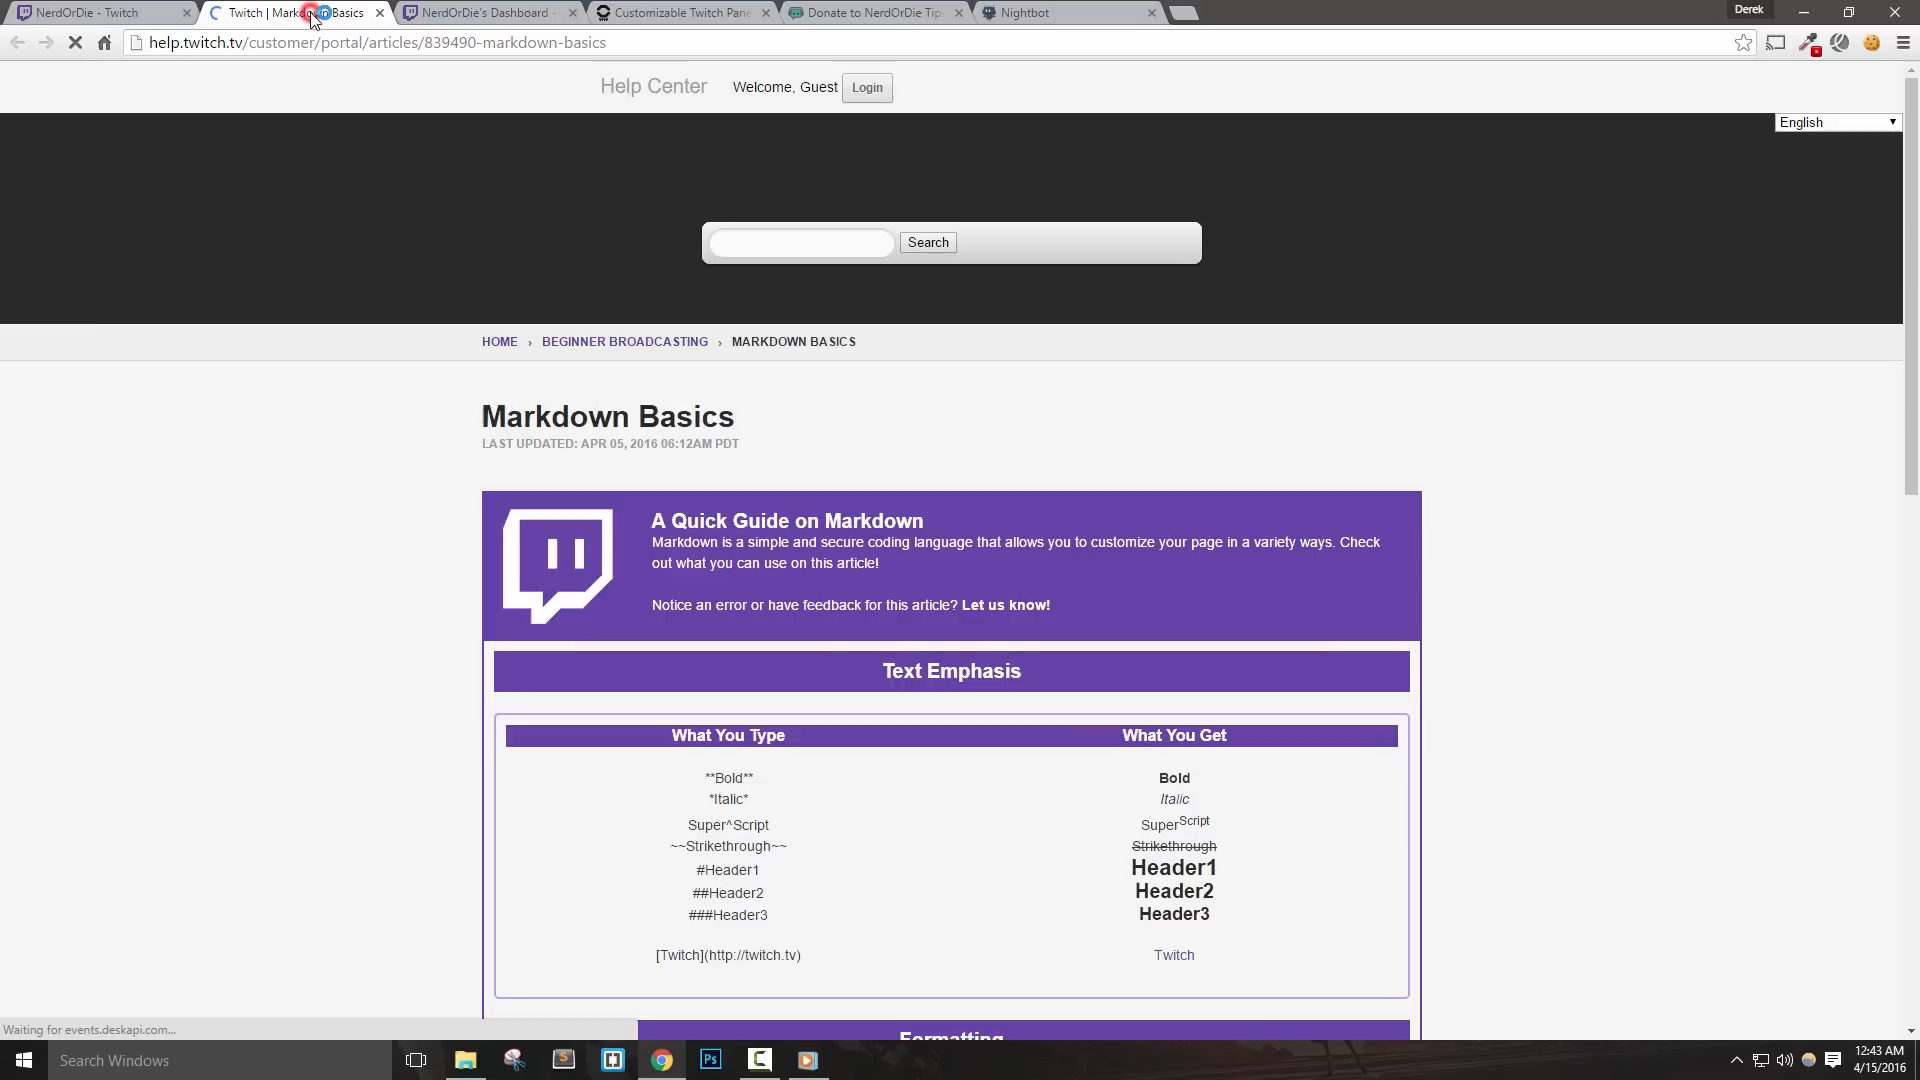 NerdOrDie - Twitch
Twitch | Markdown Basics
NerdOrDie's Dashboard -
Customizable Twitch Pane
Donate to NerdOrDie Tip
Nightbot
Derek
help.twitch.tv/customer/portal/articles/839490-markdown-basics
Help Center
Welcome, Guest
Login
English
Search
HOME › BEGINNER BROADCASTING › MARKDOWN BASICS
Markdown Basics
LAST UPDATED: APR 05, 2016 06:12AM PDT
A Quick Guide on Markdown
Markdown is a simple and secure coding language that allows you to customize your page in a variety ways. Check
out what you can use on this article!
Notice an error or have feedback for this article? Let us know!
Text Emphasis
What You Type
What You Get
**Bold**
Bold
*Italic*
Italic
Super^Script
SuperScript
~~Strikethrough~~
Strikethrough
#Header1
Header1
##Header2
Header2
###Header3
Header3
[Twitch](http://twitch.tv)
Twitch
Formatting
Waiting for events.deskapi.com...
Search Windows
Ps
12:43 AM
4/15/2016